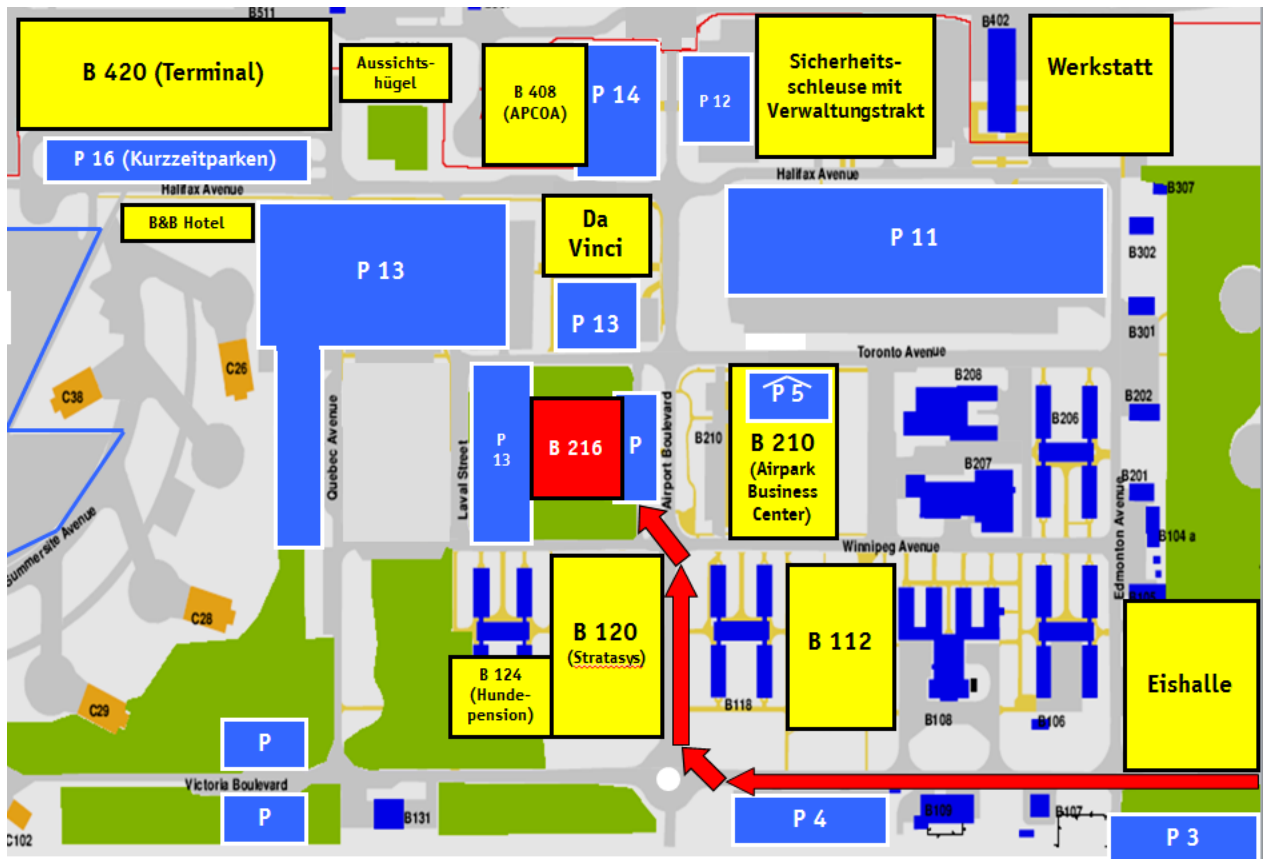 B511
B402
B 420 (Terminal)
Aussichts-
hügel
B 408
(APCOA)
P 14
P 12
Sicherheits-
schleuse mit
Verwaltungstrakt
Werkstatt
P 16 (Kurzzeitparken)
Halifax Avenue
Halifax Avenue
B307
B&B Hotel
Da
Vinci
P 13
P 11
B302
P 13
B301
Toronto Avenue
C26
C38
B208
P 5
B202
B206
Quebec Avenue
Laval Street
P
13
B 216
P
Airport Boulevard
B210
B 210
(Airpark
Business
Center)
B207
B201
Edmonton Avenue
B104 a
Summersite Avenue
Winnipeg Avenue
B105
C28
B 120
(Stratasys)
B 112
B 124
(Hunde-
pension)
Eishalle
C29
B118
B108
B106
P
Victoria Boulevard
P
B131
P 4
B109
B107
P 3
C102